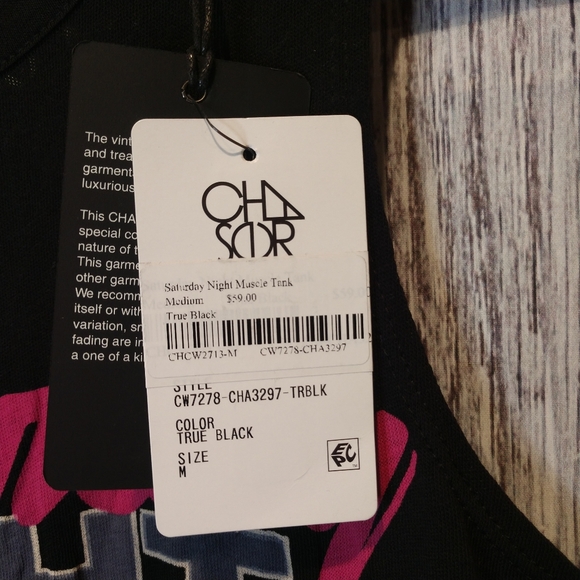 The vint
and trea
garment
luxurious
This CHA
special co
nature of t
This garme
other garm
We recomm
itself or with
variation, sn
fading are in
a one of a ki
CHA
SER
Saturday Night Muscle Tank
Medium $59.00
True Black
CHCW2713-M CW7278-CHA3297
STYLE
CW7278-CHA3297-TRBLK
COLOR
TRUE BLACK
SIZE
M
EPC
HT